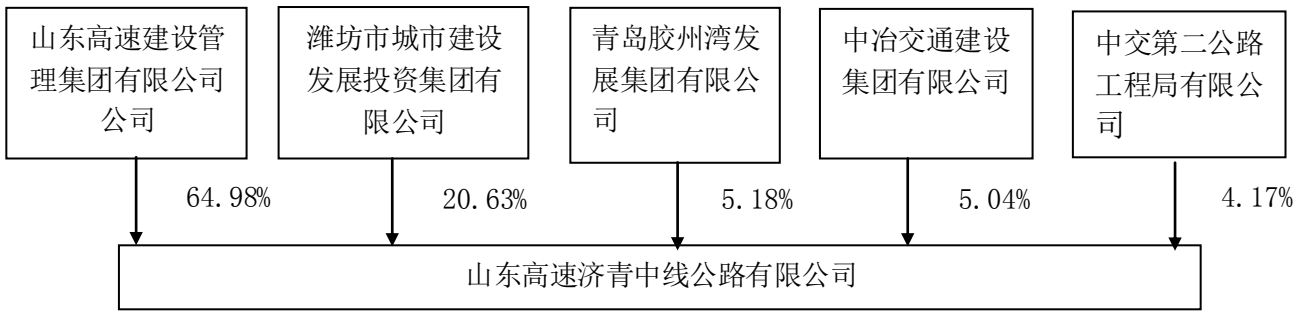 山东高速建设管
理集团有限公司
公司
潍坊市城市建设
发展投资集团有
限公司
青岛胶州湾发
展集团有限公
司
中冶交通建设
集团有限公司
中交第二公路
工程局有限公
司
64.98%
20.63%
5.18%
5.04%
4.17%
山东高速济青中线公路有限公司